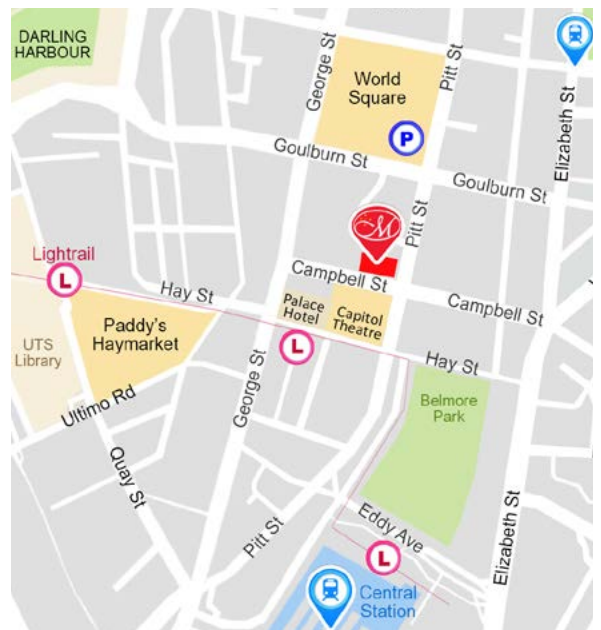 DARLING
HARBOUR
George St
Pitt St
World
Square
P
Elizabeth St
Goulburn St
Goulburn St
M
Pitt St
Lightrail
L
Hay St
Campbell St
Campbell St
Palace
Hotel
Capitol
Theatre
L
Paddy's
Haymarket
UTS
Library
Hay St
George St
Belmore
Park
Ultimo Rd
Quay St
Pitt St
Eddy Ave
Elizabeth St
L
Central
Station